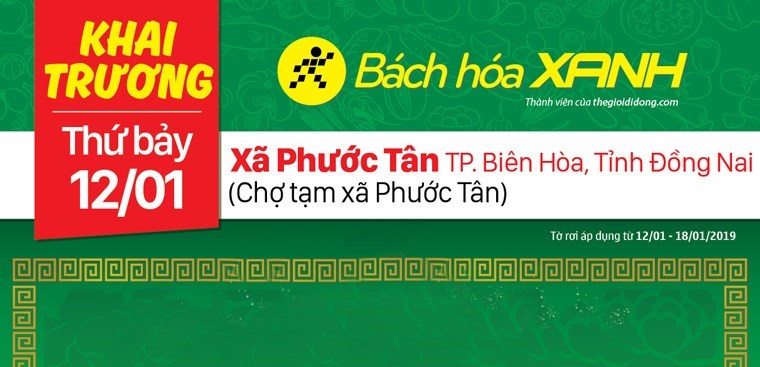 KHAI
TRƯƠNG
Thứ bảy
12/01
Bách hóa XANH
Thành viên của thegioididong.com
Xã Phước Tân TP. Biên Hòa, Tỉnh Đồng Nai
(Chợ tạm xã Phước Tân)
Tờ rơi áp dụng từ 12/01 - 18/01/2019